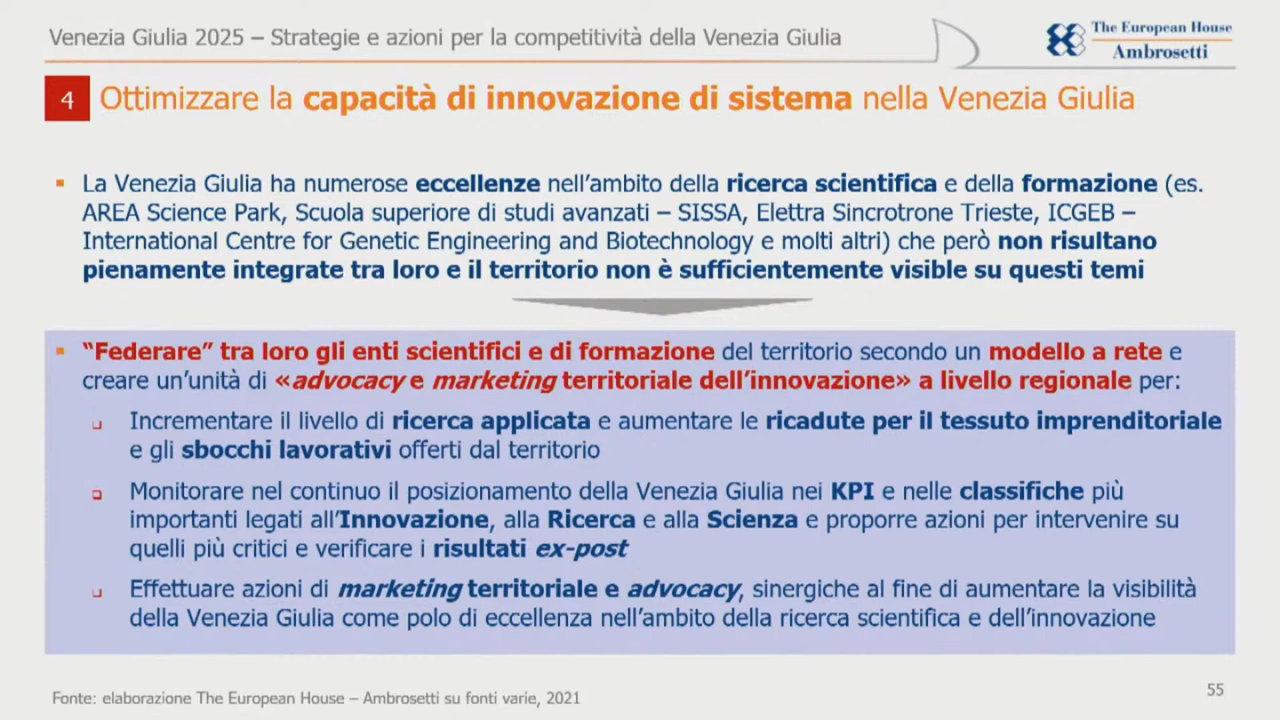 Venezia Giulia 2025 – Strategie e azioni per la competitività della Venezia Giulia
The European House
Ambrosetti
4 Ottimizzare la capacità di innovazione di sistema nella Venezia Giulia
La Venezia Giulia ha numerose eccellenze nell'ambito della ricerca scientifica e della formazione (es.
AREA Science Park, Scuola superiore di studi avanzati – SISSA, Elettra Sincrotrone Trieste, ICGEB –
International Centre for Genetic Engineering and Biotechnology e molti altri) che però non risultano
pienamente integrate tra loro e il territorio non è sufficientemente visible su questi temi
"Federare" tra loro gli enti scientifici e di formazione del territorio secondo un modello a rete e
creare un'unità di «advocacy e marketing territoriale dell'innovazione» a livello regionale per:
Incrementare il livello di ricerca applicata e aumentare le ricadute per il tessuto imprenditoriale
e gli sbocchi lavorativi offerti dal territorio
Monitorare nel continuo il posizionamento della Venezia Giulia nei KPI e nelle classifiche più
importanti legati all'Innovazione, alla Ricerca e alla Scienza e proporre azioni per intervenire su
quelli più critici e verificare i risultati ex-post
Effettuare azioni di marketing territoriale e advocacy, sinergiche al fine di aumentare la visibilità
della Venezia Giulia come polo di eccellenza nell'ambito della ricerca scientifica e dell'innovazione
Fonte: elaborazione The European House – Ambrosetti su fonti varie, 2021
55